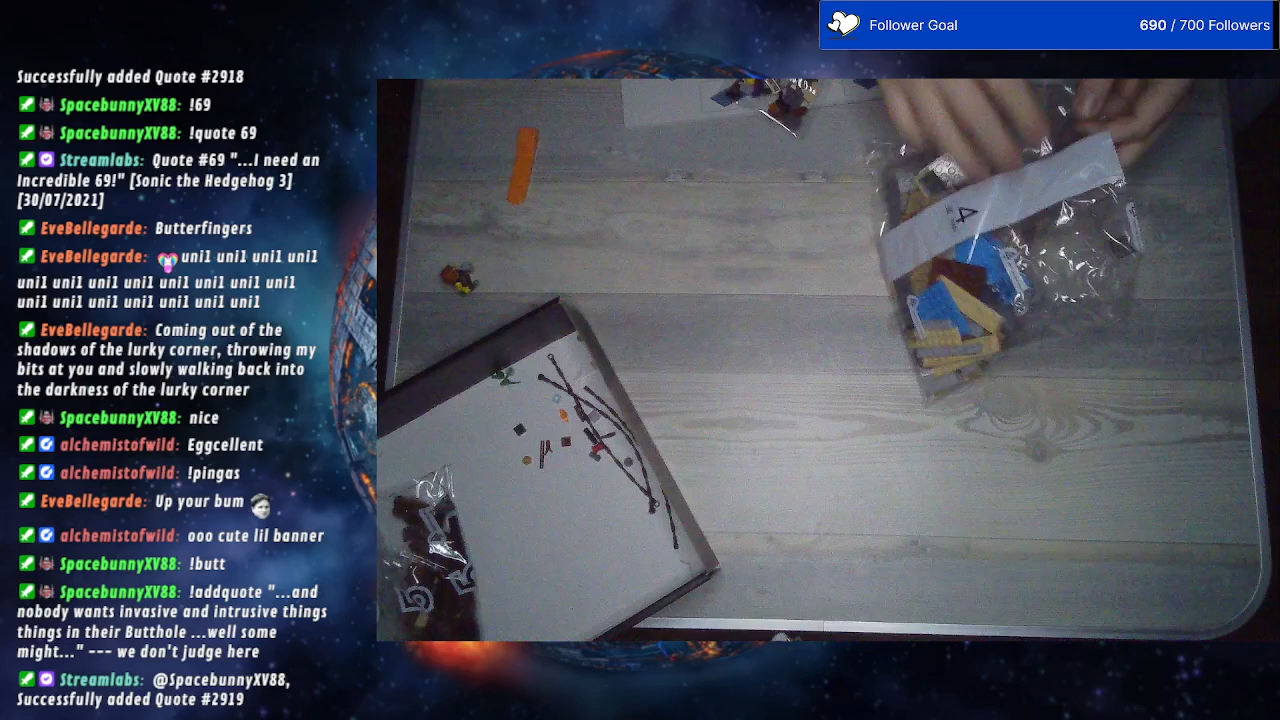 Follower Goal
690 / 700 Followers
Successfully added Quote #2918
SpacebunnyXV88: !69
SpacebunnyXV88: !quote 69
Streamlabs: Quote #69 "...I need an
Incredible 69!" [Sonic the Hedgehog 3]
[30/07/2021]
EveBellegarde: Butterfingers
EveBellegarde: uni1 uni1 uni1 uni1
uni1 uni1 uni1 uni1 uni1 uni1 uni1
uni1 uni1 uni1 uni1 uni1 uni1
EveBellegarde: Coming out of the
shadows of the lurky corner, throwing my
bits at you and slowly walking back into
the darkness of the lurky corner
SpacebunnyXV88: nice
alchemistofwild: Eggcellent
alchemistofwild: !pingas
EveBellegarde: Up your bum
alchemistofwild: ooo cute lil banner
SpacebunnyXV88: !butt
SpacebunnyXV88: !addquote "...and
nobody wants invasive and intrusive things
things in their Butthole ...well some
might..." --- we don't judge here
Streamlabs: @SpacebunnyXV88,
Successfully added Quote #2919
4
5